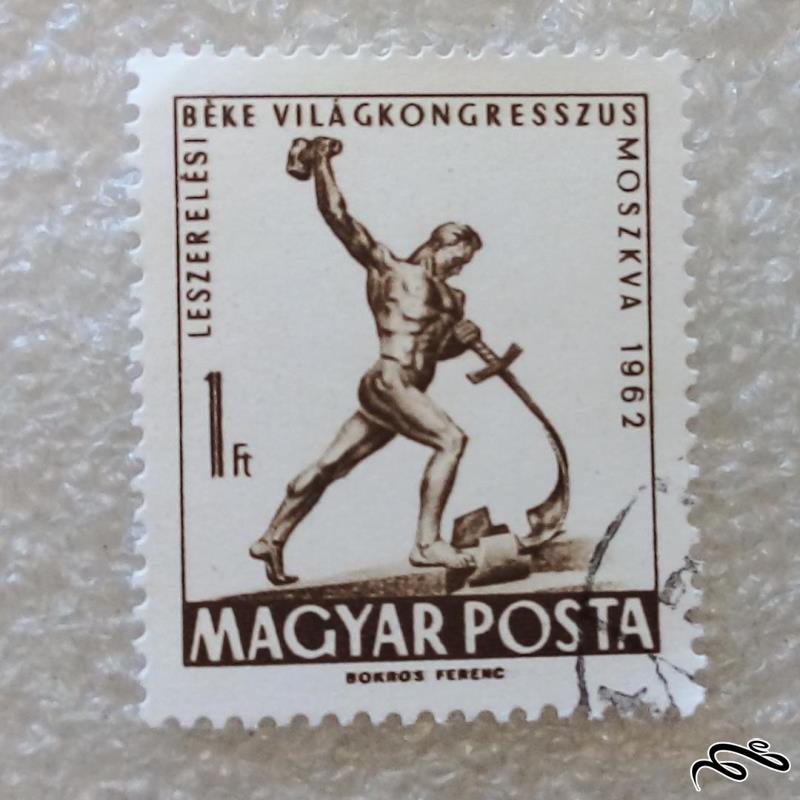 LESZERELÉSI
BÉKE VILÁGKONGRESSZUS
MOSZKVA 1962
1 Ft
MAGYAR POSTA
BOKROS FERENC